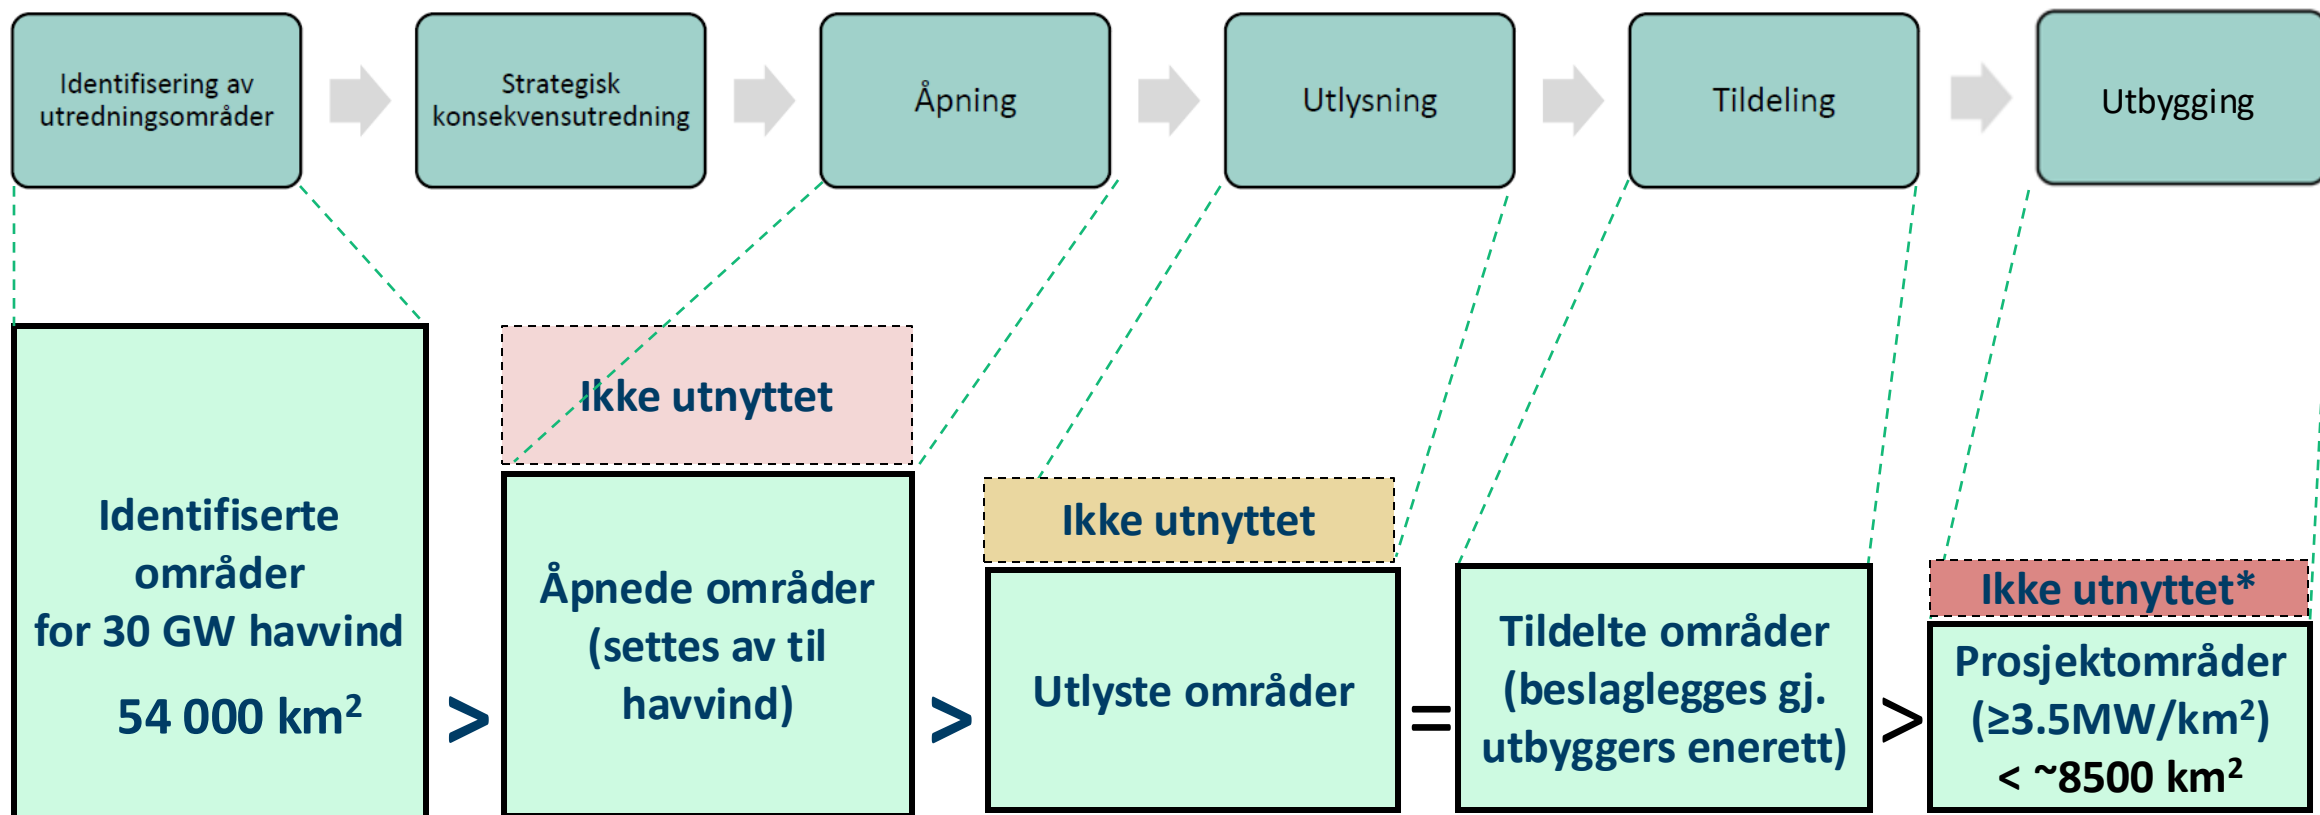 Identifisering av
utredningsområder
Strategisk
konsekvensutredning
Åpning
Utlysning
Tildeling
Utbygging
Identifiserte
områder
for 30 GW havvind
54 000 km²
>
Ikke utnyttet
Åpnede områder
(settes av til
havvind)
>
Ikke utnyttet
Utlyste områder
=
Tildelte områder
(beslaglegges gj.
utbyggers enerett)
>
Ikke utnyttet*
Prosjektområder
(≥3.5MW/km²)
< ~8500 km²